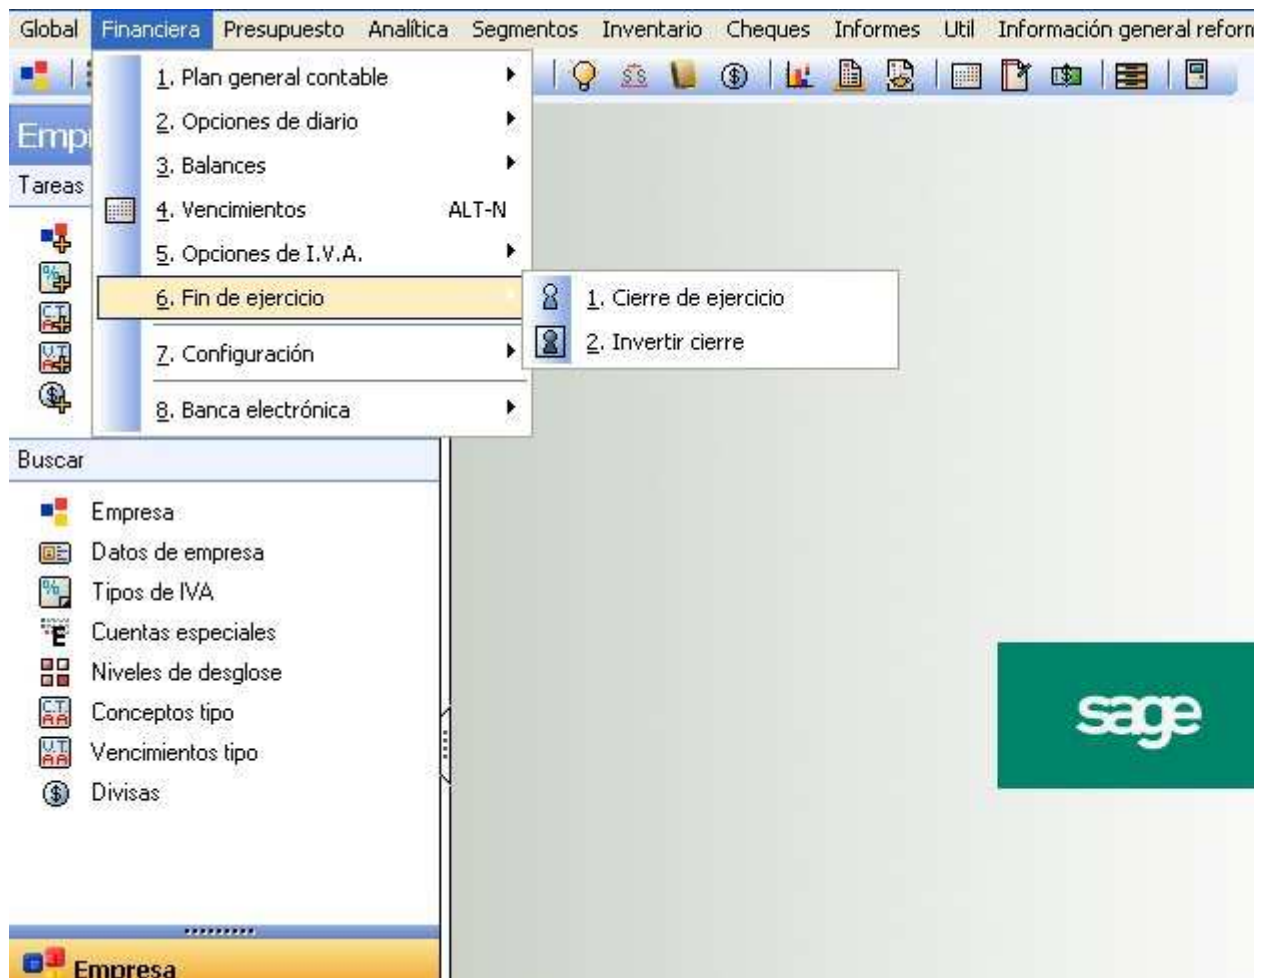 Global Financiera Presupuesto Analítica Segmentos Inventario Cheques Informes Util Información general reform
1. Plan general contable
2. Opciones de diario
Empr
3. Balances
Tareas
4. Vencimientos ALT-N
5. Opciones de I.V.A.
6. Fin de ejercicio
1. Cierre de ejercicio
2. Invertir cierre
7. Configuración
8. Banca electrónica
Buscar
Empresa
Datos de empresa
Tipos de IVA
Cuentas especiales
Niveles de desglose
Conceptos tipo
Vencimientos tipo
Divisas
sage
Empresa